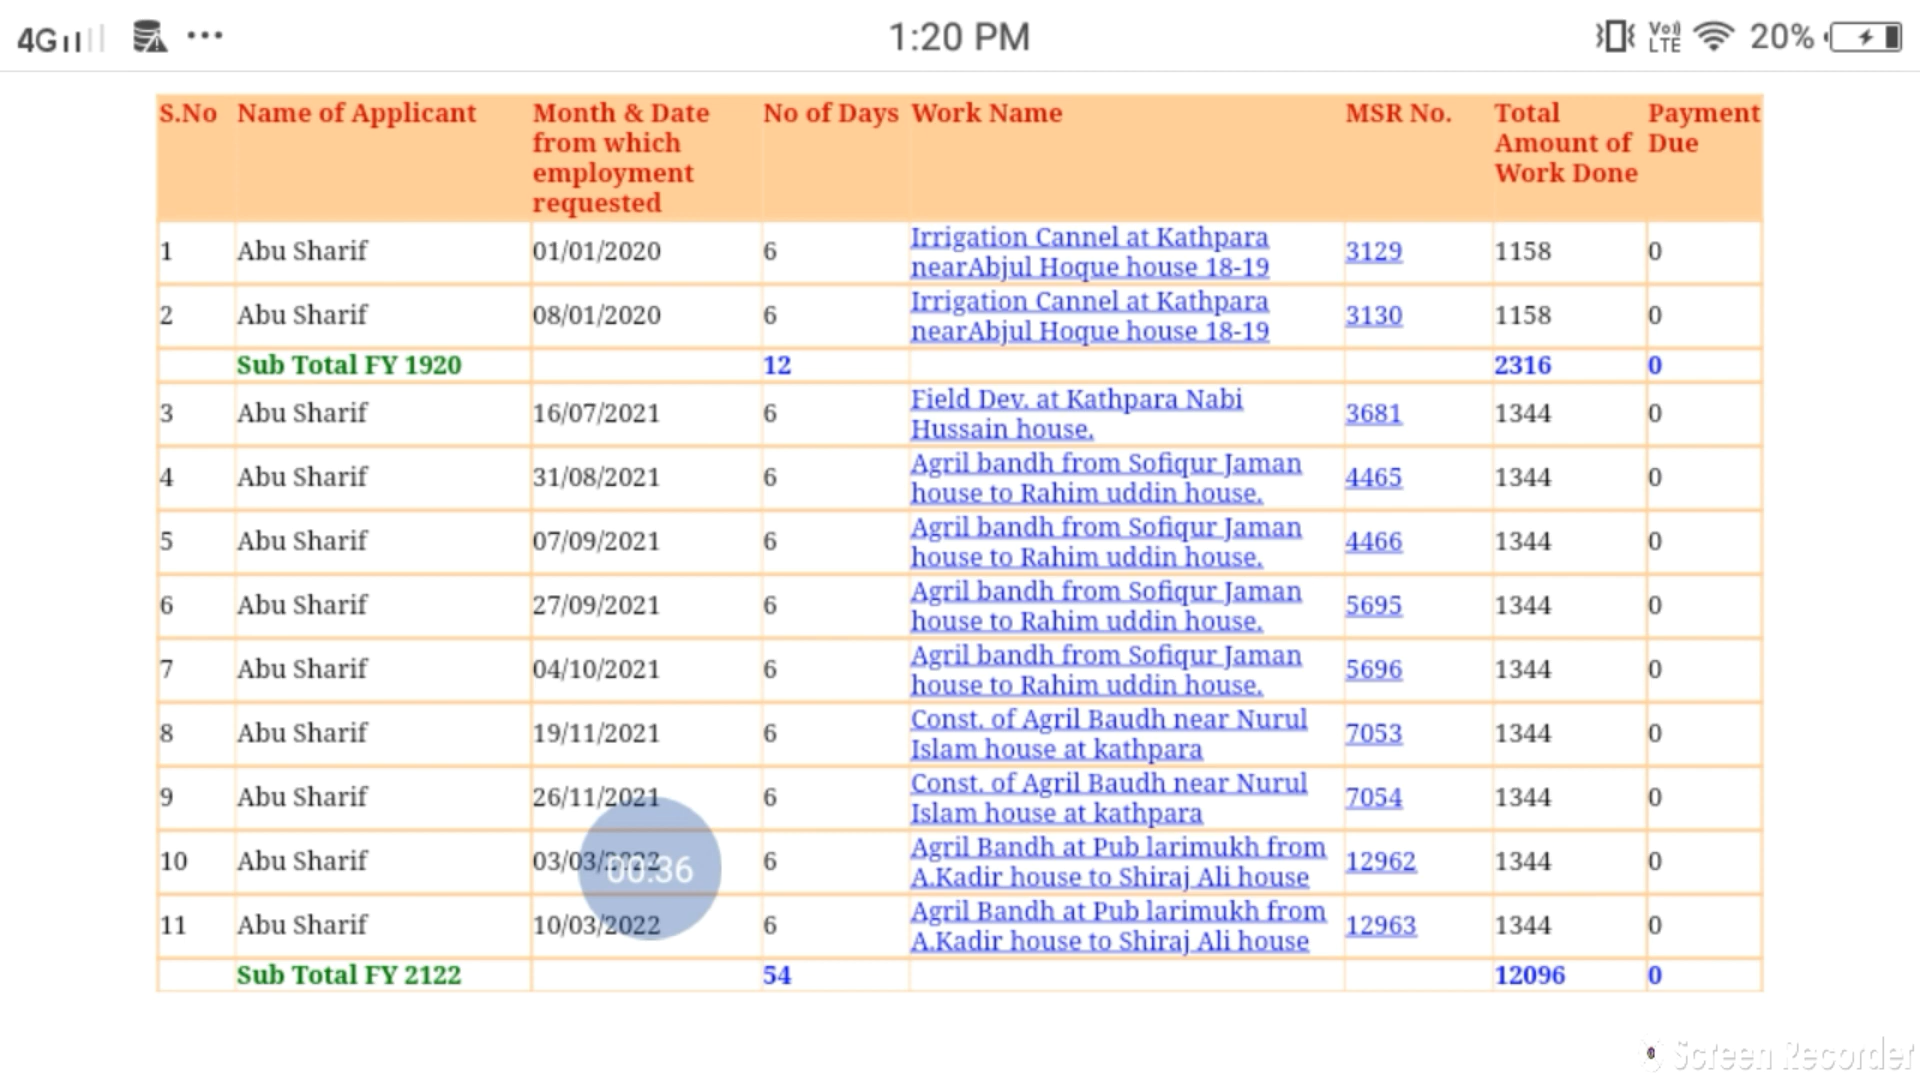 4G 1:20 PM Vo) LTE 20%
S.No Name of Applicant Month & Date from which employment requested No of Days Work Name MSR No. Total Amount of Work Done Payment Due
1 Abu Sharif 01/01/2020 6 Irrigation Cannel at Kathpara nearAbjul Hoque house 18-19 3129 1158 0
2 Abu Sharif 08/01/2020 6 Irrigation Cannel at Kathpara nearAbjul Hoque house 18-19 3130 1158 0
Sub Total FY 1920 12 2316 0
3 Abu Sharif 16/07/2021 6 Field Dev. at Kathpara Nabi Hussain house. 3681 1344 0
4 Abu Sharif 31/08/2021 6 Agril bandh from Sofiqur Jaman house to Rahim uddin house. 4465 1344 0
5 Abu Sharif 07/09/2021 6 Agril bandh from Sofiqur Jaman house to Rahim uddin house. 4466 1344 0
6 Abu Sharif 27/09/2021 6 Agril bandh from Sofiqur Jaman house to Rahim uddin house. 5695 1344 0
7 Abu Sharif 04/10/2021 6 Agril bandh from Sofiqur Jaman house to Rahim uddin house. 5696 1344 0
8 Abu Sharif 19/11/2021 6 Const. of Agril Baudh near Nurul Islam house at kathpara 7053 1344 0
9 Abu Sharif 26/11/2021 6 Const. of Agril Baudh near Nurul Islam house at kathpara 7054 1344 0
10 Abu Sharif 03/03/2022 6 Agril Bandh at Pub larimukh from A.Kadir house to Shiraj Ali house 12962 1344 0
00:36
11 Abu Sharif 10/03/2022 6 Agril Bandh at Pub larimukh from A.Kadir house to Shiraj Ali house 12963 1344 0
Sub Total FY 2122 54 12096 0
Screen Recorder